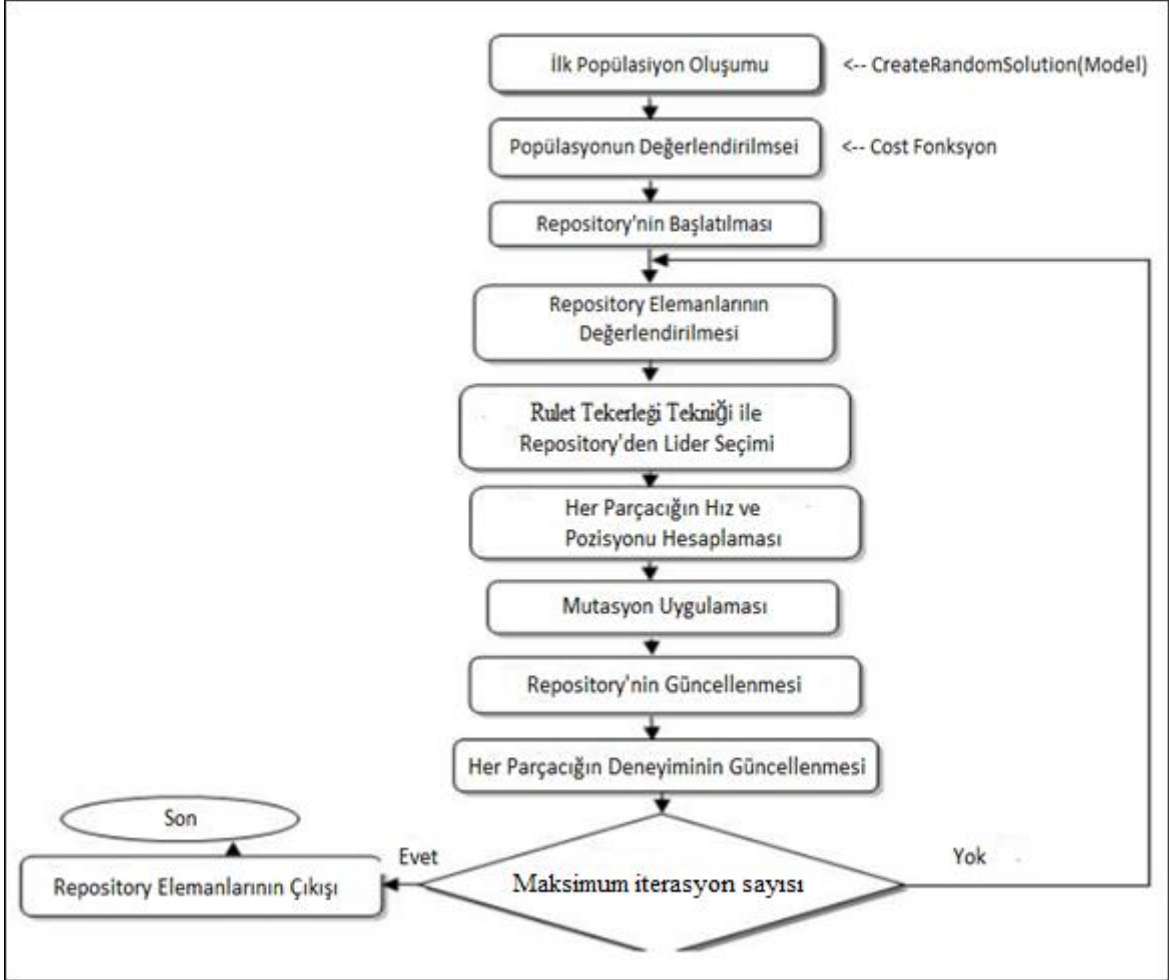 İlk Popülasiyon Oluşumu
<-- CreateRandomSolution(Model)
Popülasyonun Değerlendirilmsei
<-- Cost Fonksyon
Repository'nin Başlatılması
Repository Elemanlarının
Değerlendirilmesi
Rulet Tekerleği Tekniği ile
Repository'den Lider Seçimi
Her Parçacığın Hız ve
Pozisyonu Hesaplaması
Mutasyon Uygulaması
Repository'nin Güncellenmesi
Her Parçacığın Deneyiminin Güncellenmesi
Son
Evet
Yok
Maksimum iterasyon sayısı
Repository Elemanlarının Çıkışı